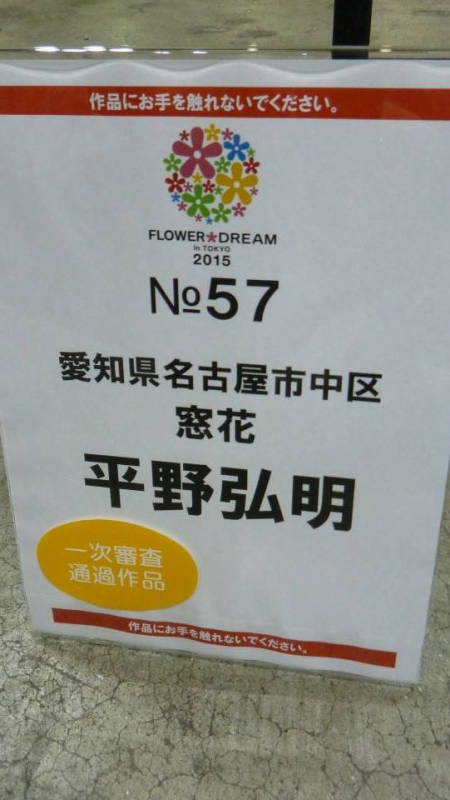 作品にお手を触れないでください。
FLOWER*DREAM
in TOKYO
2015
№57
愛知県名古屋市中区
窓花
平野弘明
一次審査
通過作品
作品にお手を触れないでください。